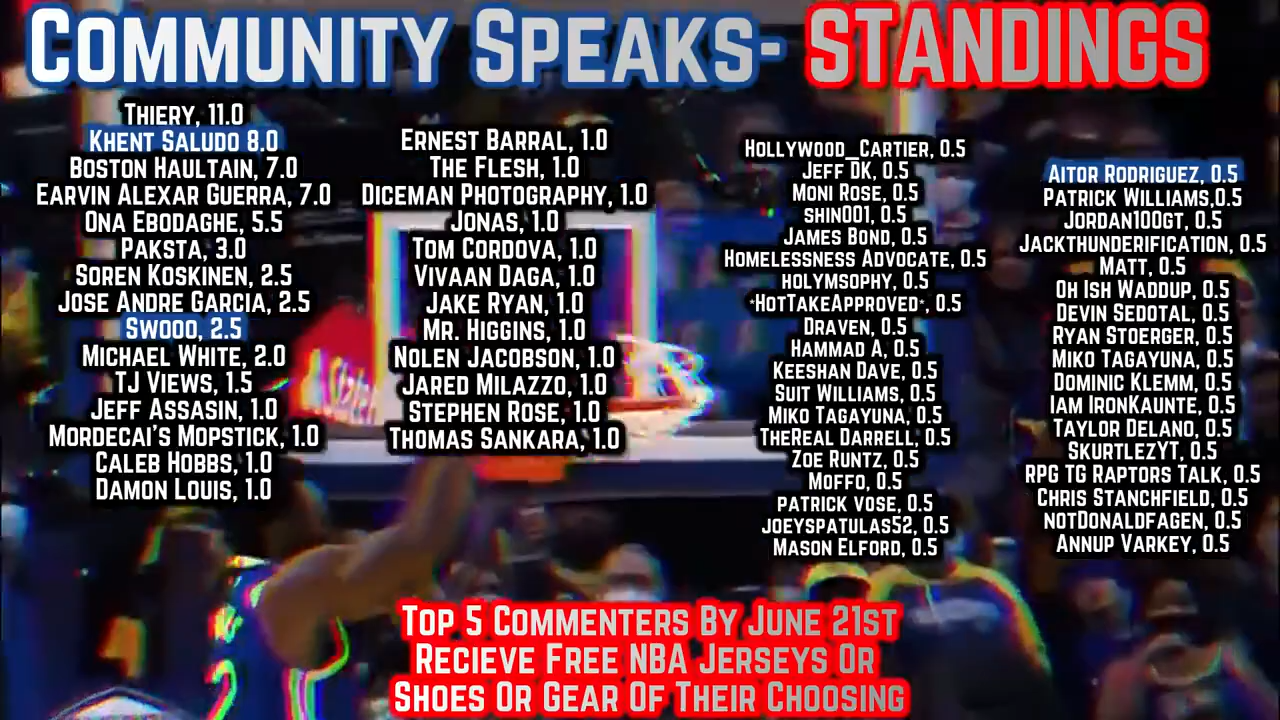 Community Speaks- STANDINGS
Thiery, 11.0
Khent Saludo 8.0
Boston Haultain, 7.0
Earvin Alexar Guerra, 7.0
Ona Ebodaghe, 5.5
Paksta, 3.0
Soren Koskinen, 2.5
Jose Andre Garcia, 2.5
Swooo, 2.5
Michael White, 2.0
TJ Views, 1.5
Jeff Assasin, 1.0
Mordecai's Mopstick, 1.0
Caleb Hobbs, 1.0
Damon Louis, 1.0
Ernest Barral, 1.0
The Flesh, 1.0
Diceman Photography, 1.0
Jonas, 1.0
Tom Cordova, 1.0
Vivaan Daga, 1.0
Jake Ryan, 1.0
Mr. Higgins, 1.0
Nolen Jacobson, 1.0
Jared Milazzo, 1.0
Stephen Rose, 1.0
Thomas Sankara, 1.0
Hollywood_Cartier, 0.5
Jeff DK, 0.5
Moni Rose, 0.5
shin001, 0.5
James Bond, 0.5
Homelessness Advocate, 0.5
holymsophy, 0.5
*HotTakeApproved*, 0.5
Draven, 0.5
Hammad A, 0.5
Keeshan Dave, 0.5
Suit Williams, 0.5
Miko Tagayuna, 0.5
TheReal Darrell, 0.5
Zoe Runtz, 0.5
Moffo, 0.5
patrick vose, 0.5
joeyspatulas52, 0.5
Mason Elford, 0.5
Aitor Rodriguez, 0.5
Patrick Williams,0.5
Jordan100gt, 0.5
Jackthunderification, 0.5
Matt, 0.5
Oh Ish Waddup, 0.5
Devin Sedotal, 0.5
Ryan Stoerger, 0.5
Miko Tagayuna, 0.5
Dominic Klemm, 0.5
Iam IronKaunte, 0.5
Taylor Delano, 0.5
SkurtlezYT, 0.5
RPG TG Raptors Talk, 0.5
Chris Stanchfield, 0.5
notDonaldFagen, 0.5
Annup Varkey, 0.5
Top 5 Commenters By June 21st
Recieve Free NBA Jerseys Or
Shoes Or Gear Of Their Choosing